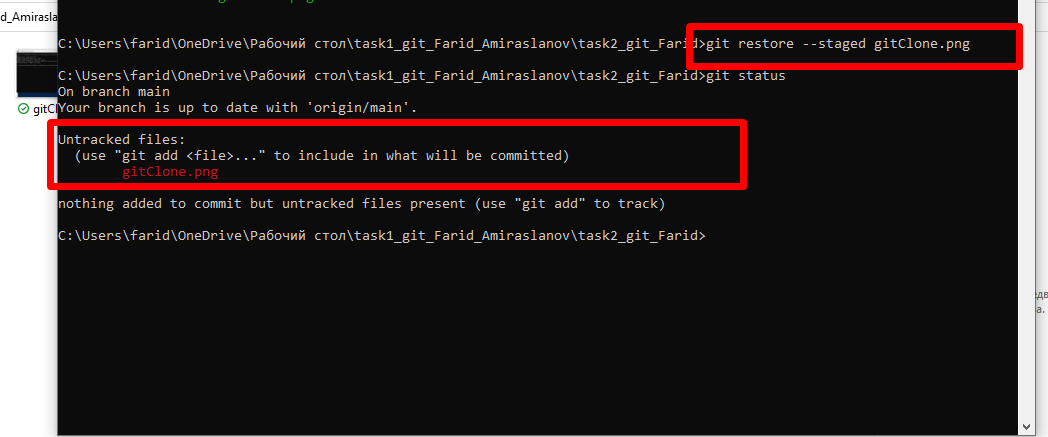 d_Amirasla
C:\Users\farid\OneDrive\Рабочий стол\task1_git_Farid_Amiraslanov\task2_git_Farid>git restore --staged gitClone.png
C:\Users\farid\OneDrive\Рабочий стол\task1_git_Farid_Amiraslanov\task2_git_Farid>git status
On branch main
gitCl
Your branch is up to date with 'origin/main'.
Untracked files:
(use "git add <file>..." to include in what will be committed)
gitClone.png
nothing added to commit but untracked files present (use "git add" to track)
C:\Users\farid\OneDrive\Рабочий стол\task1_git_Farid_Amiraslanov\task2_git_Farid>